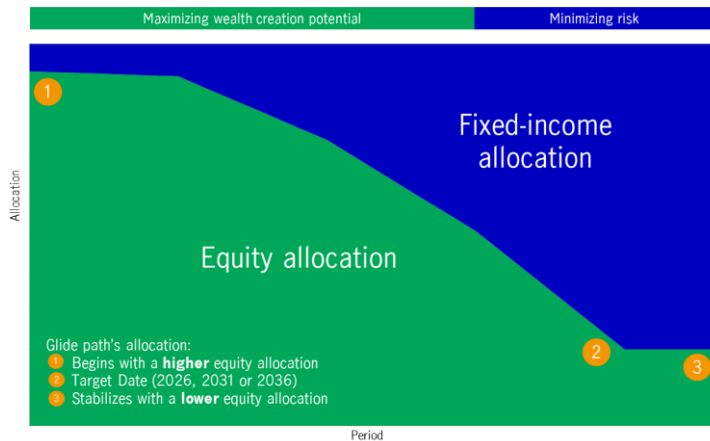 Maximizing wealth creation potential
Minimizing risk
1
Fixed-income
allocation
Allocation
Equity allocation
Glide path's allocation:
1 Begins with a higher equity allocation
2 Target Date (2026, 2031 or 2036)
3 Stabilizes with a lower equity allocation
2
3
Period